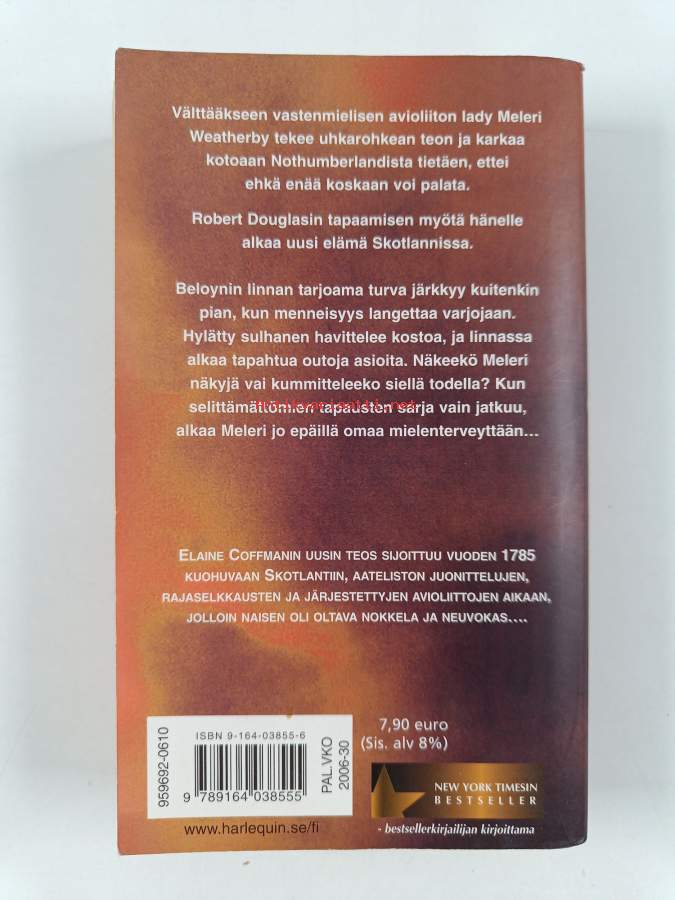 Välttääkseen vastenmielisen avioliiton lady Meleri
Weatherby tekee uhkarohkean teon ja karkaa
kotoaan Nothumberlandista tietäen, ettei
ehkä enää koskaan voi palata.
Robert Douglasin tapaamisen myötä hänelle
alkaa uusi elämä Skotlannissa.
Beloynin linnan tarjoama turva järkkyy kuitenkin
pian, kun menneisyys langettaa varjojaan.
Hylätty sulhanen havittelee kostoa, ja linnassa
alkaa tapahtua outoja asioita. Näkeekö Meleri
näkyjä vai kummitteleeko siellä todella? Kun
selittämättömien tapausten sarja vain jatkuu,
alkaa Meleri jo epäillä omaa mielenterveyttään...
ELAINE COFFMANIN UUSIN TEOS SIJOITTUU VUODEN 1785
KUOHUVAAN SKOTLANTIIN, AATELISTON JUONITTELUJEN,
RAJASELKKAUSTEN JA JÄRJESTETTYJEN AVIOLIITTOJEN AIKAAN,
JOLLOIN NAISEN OLI OLTAVA NOKKELA JA NEUVOKAS....
959692-0610
ISBN 9-164-03855-6
9 789164 038555
PAL.VKO
2006-30
www.harlequin.se/fi
7,90 euro
(Sis. alv 8%)
NEW YORK TIMESIN
BESTSELLER
- bestsellerkirjailijan kirjoittama